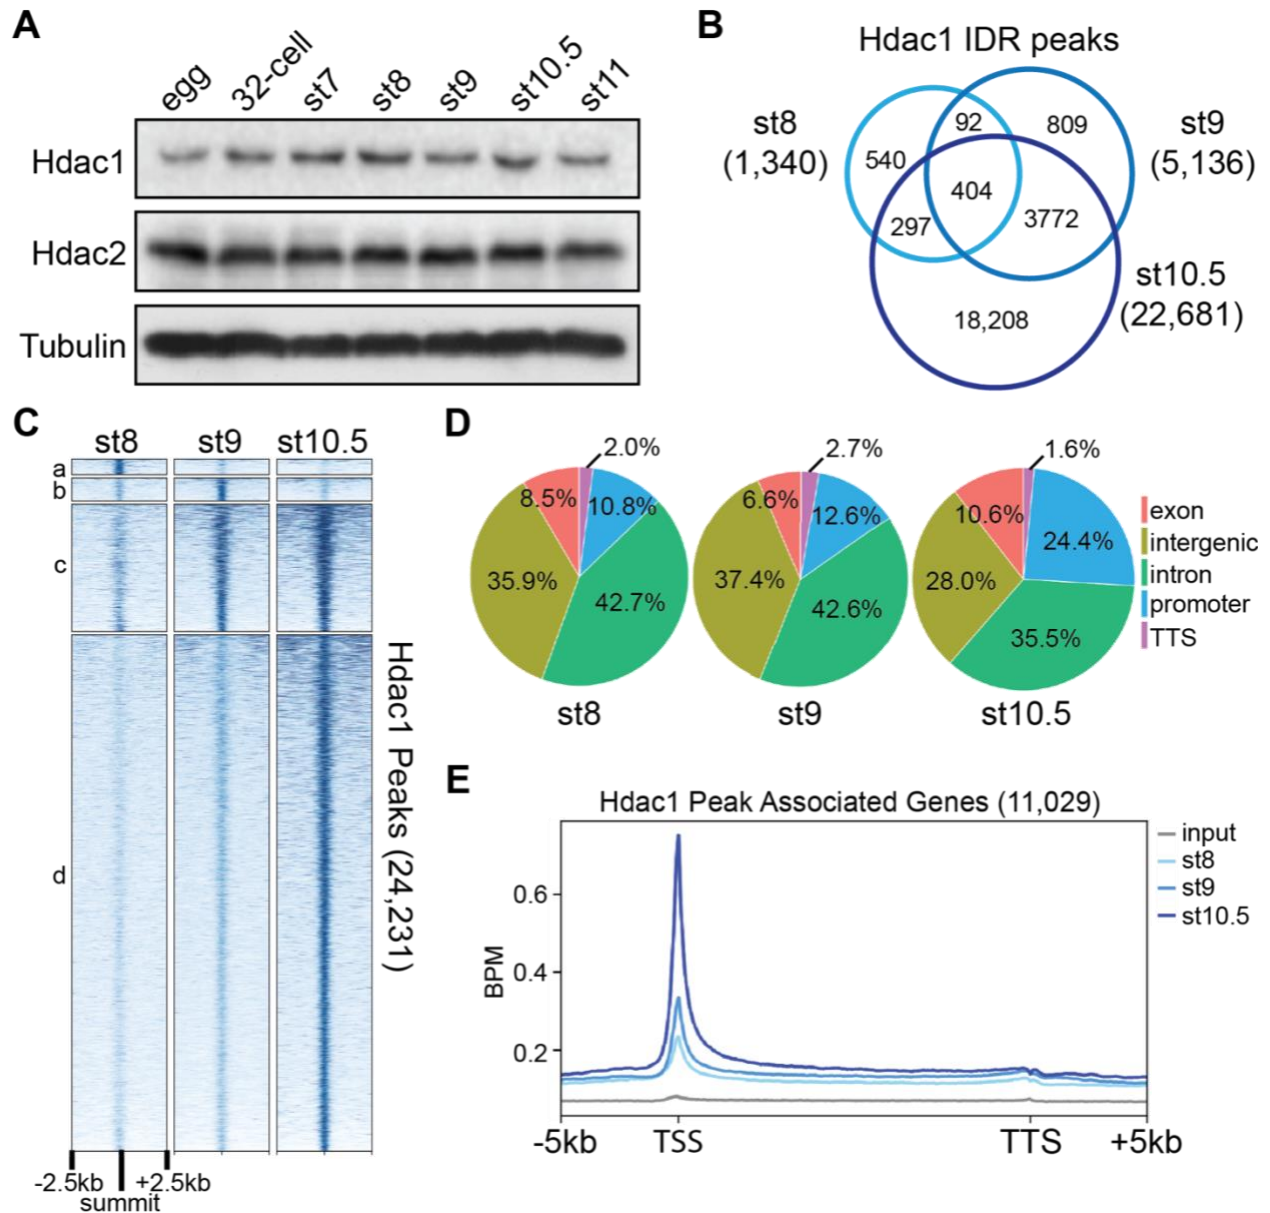 A
egg
32-cell
st7
st8
st9
st10.5
st11
Hdac1
Hdac2
Tubulin
B
Hdac1 IDR peaks
st8
(1,340)
st9
(5,136)
st10.5
(22,681)
92
809
540
404
297
3772
18,208
C
st8
st9
st10.5
a
b
c
d
Hdac1 Peaks (24,231)
-2.5kb
summit
+2.5kb
D
2.0%
8.5%
10.8%
35.9%
42.7%
st8
2.7%
6.6%
12.6%
37.4%
42.6%
st9
1.6%
10.6%
24.4%
28.0%
35.5%
st10.5
exon
intergenic
intron
promoter
TTS
E
Hdac1 Peak Associated Genes (11,029)
BPM
0.6
0.4
0.2
-5kb
TSS
TTS
+5kb
input
st8
st9
st10.5